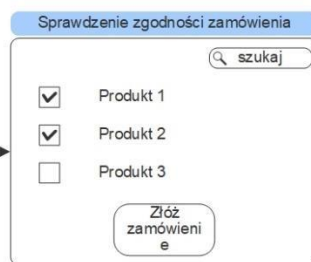 Sprawdzenie zgodności zamówienia
szukaj
Produkt 1
Produkt 2
Produkt 3
Złóż
zamówieni
e